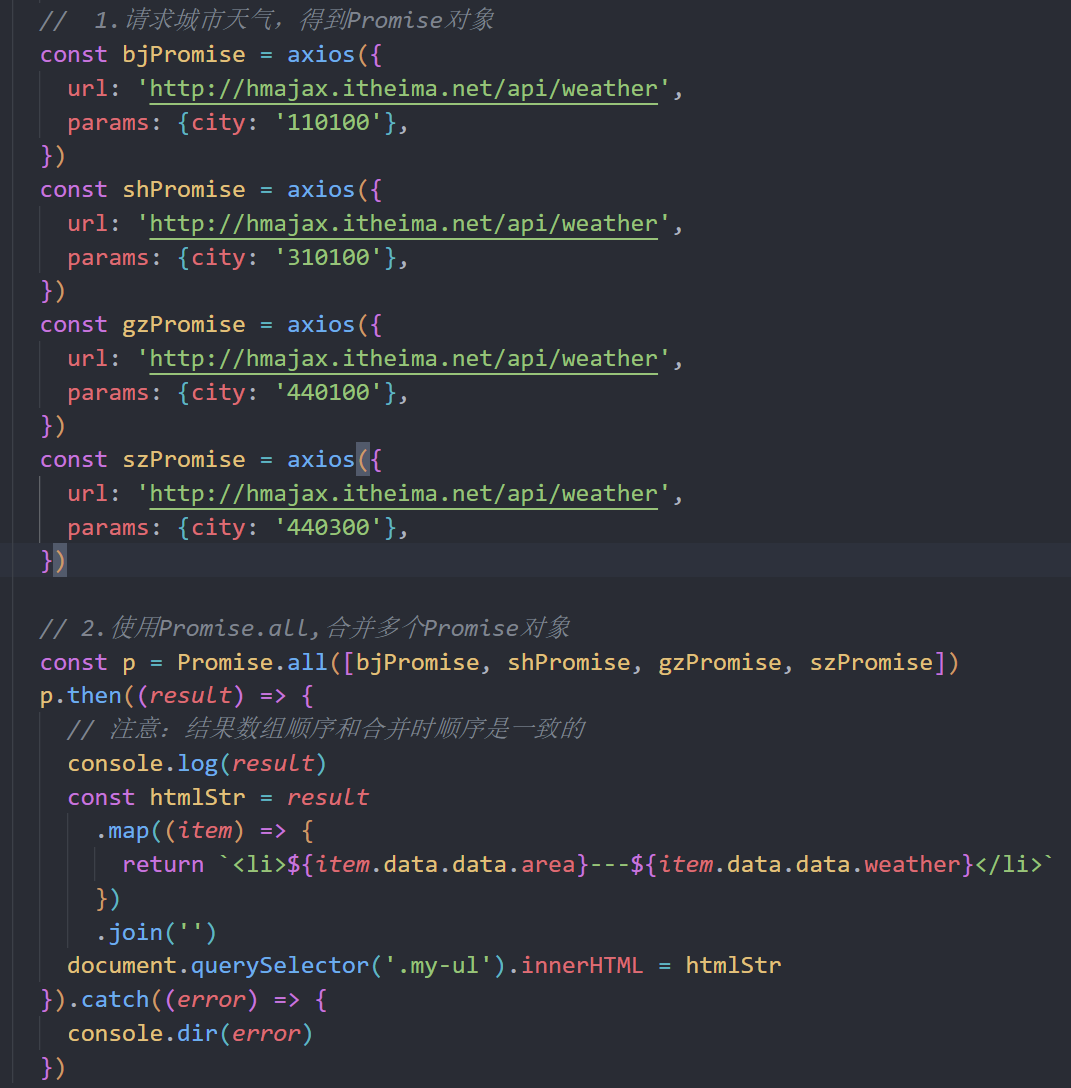 //  1.请求城市天气，得到Promise对象
const bjPromise = axios({
  url: 'http://hmajax.itheima.net/api/weather',
  params: {city: '110100'},
})
const shPromise = axios({
  url: 'http://hmajax.itheima.net/api/weather',
  params: {city: '310100'},
})
const gzPromise = axios({
  url: 'http://hmajax.itheima.net/api/weather',
  params: {city: '440100'},
})
const szPromise = axios({
  url: 'http://hmajax.itheima.net/api/weather',
  params: {city: '440300'},
})

// 2.使用Promise.all,合并多个Promise对象
const p = Promise.all([bjPromise, shPromise, gzPromise, szPromise])
p.then((result) => {
  // 注意：结果数组顺序和合并时顺序是一致的
  console.log(result)
  const htmlStr = result
    .map((item) => {
      return `<li>${item.data.data.area}---${item.data.data.weather}</li>`
    })
    .join('')
  document.querySelector('.my-ul').innerHTML = htmlStr
}).catch((error) => {
  console.dir(error)
})